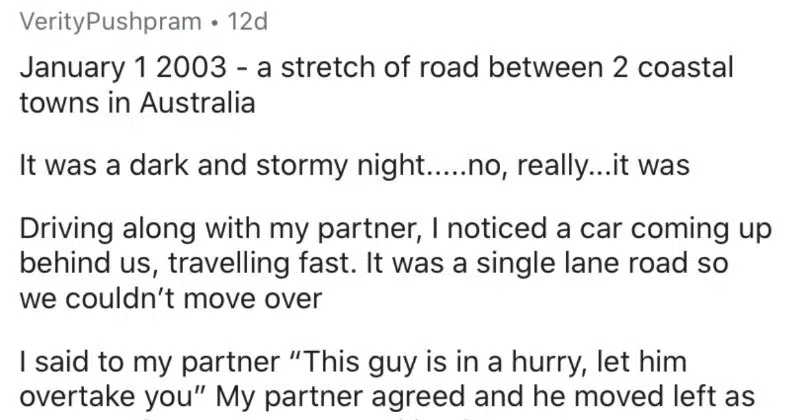 VerityPushpram • 12d
January 1 2003 - a stretch of road between 2 coastal
towns in Australia
It was a dark and stormy night.....no, really...it was
Driving along with my partner, I noticed a car coming up
behind us, travelling fast. It was a single lane road so
we couldn’t move over
I said to my partner “This guy is in a hurry, let him
overtake you” My partner agreed and he moved left as